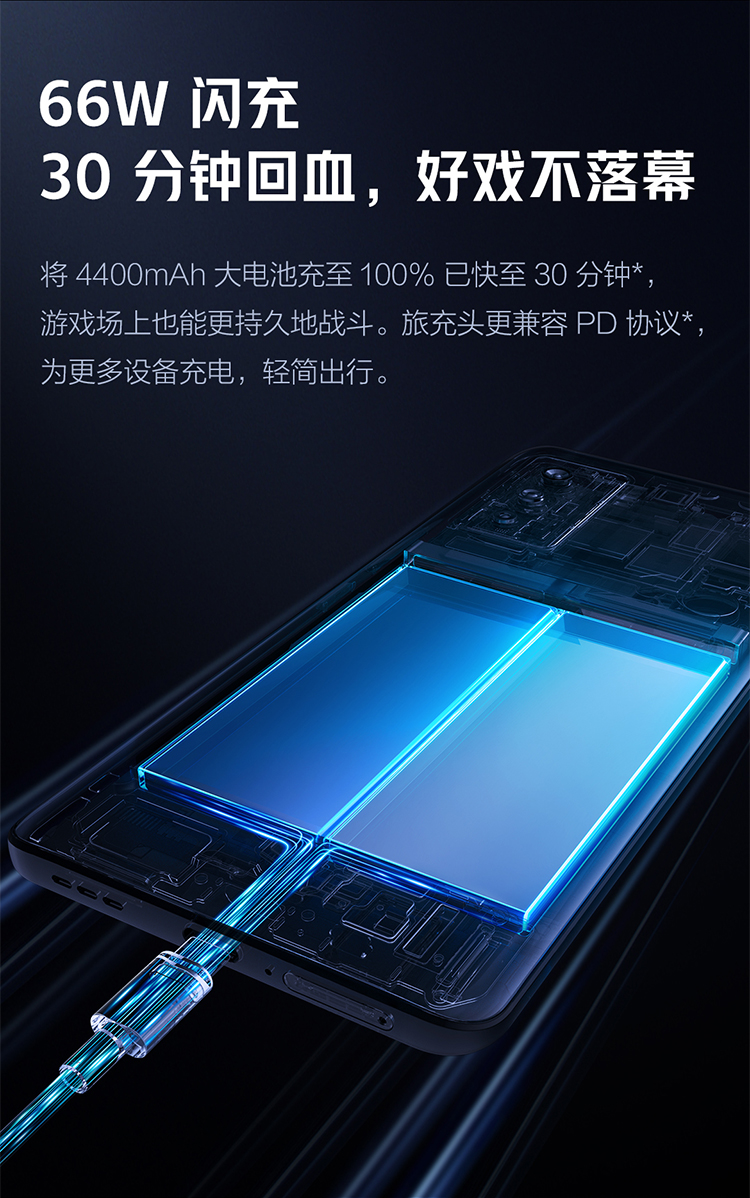 66W 闪充
30 分钟回血，好戏不落幕
将 4400mAh 大电池充至 100% 已快至 30 分钟*，
游戏场上也能更持久地战斗。旅充头更兼容 PD 协议*，
为更多设备充电，轻简出行。